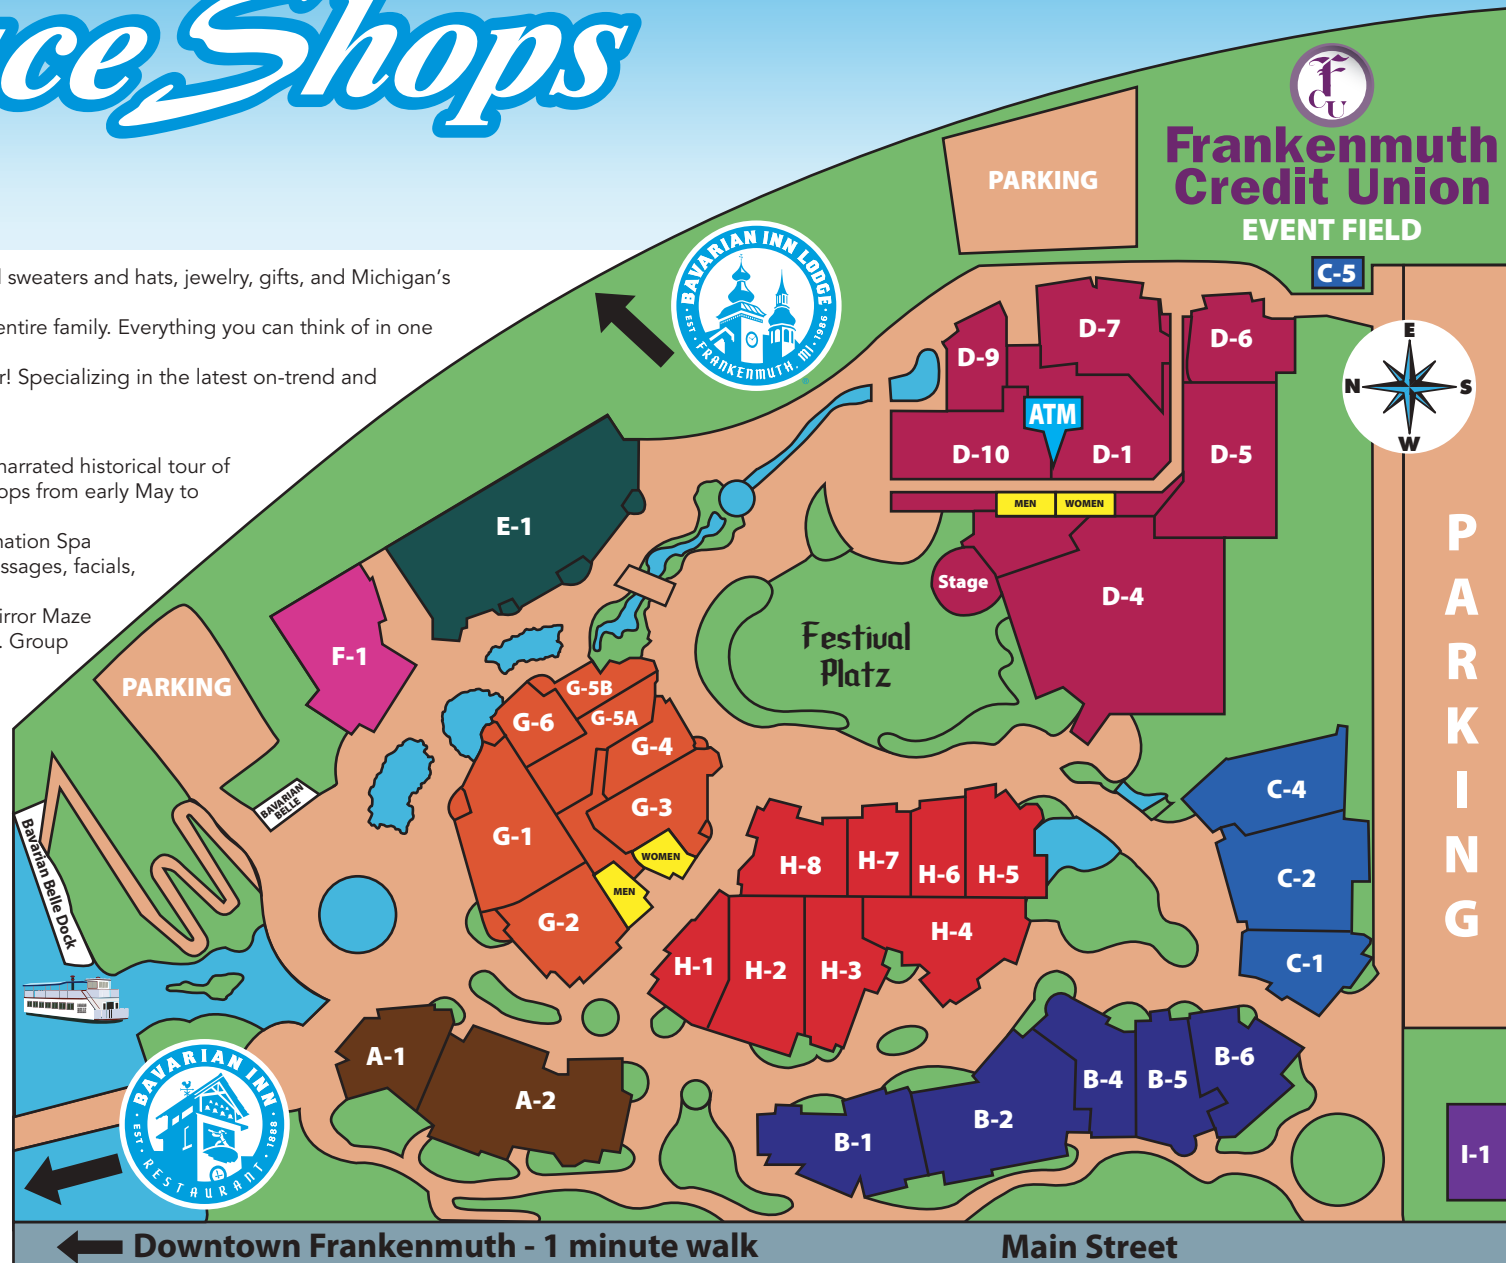 ce Shops
sweaters and hats, jewelry, gifts, and Michigan's
entire family. Everything you can think of in one
r! Specializing in the latest on-trend and
narrated historical tour of
ops from early May to
nation Spa
ssages, facials,
irror Maze
. Group
FCU
Frankenmuth
Credit Union
EVENT FIELD
C-5
PARKING
BAVARIAN INN LODGE
EST.
FRANKENMUTH, MI
1986
E
N
S
W
D-7
D-6
D-9
ATM
D-10
D-1
D-5
MEN
WOMEN
Stage
D-4
E-1
F-1
PARKING
Festival
Platz
PARKING
G-5B
G-6
G-5A
G-4
G-3
G-1
WOMEN
MEN
G-2
BAVARIAN
BELLE
Bavarian Belle Dock
C-4
C-2
C-1
H-8
H-7
H-6
H-5
H-4
H-1
H-2
H-3
A-1
A-2
B-4
B-5
B-6
B-2
B-1
I-1
BAVARIAN INN
EST.
1888
RESTAURANT
Downtown Frankenmuth - 1 minute walk
Main Street